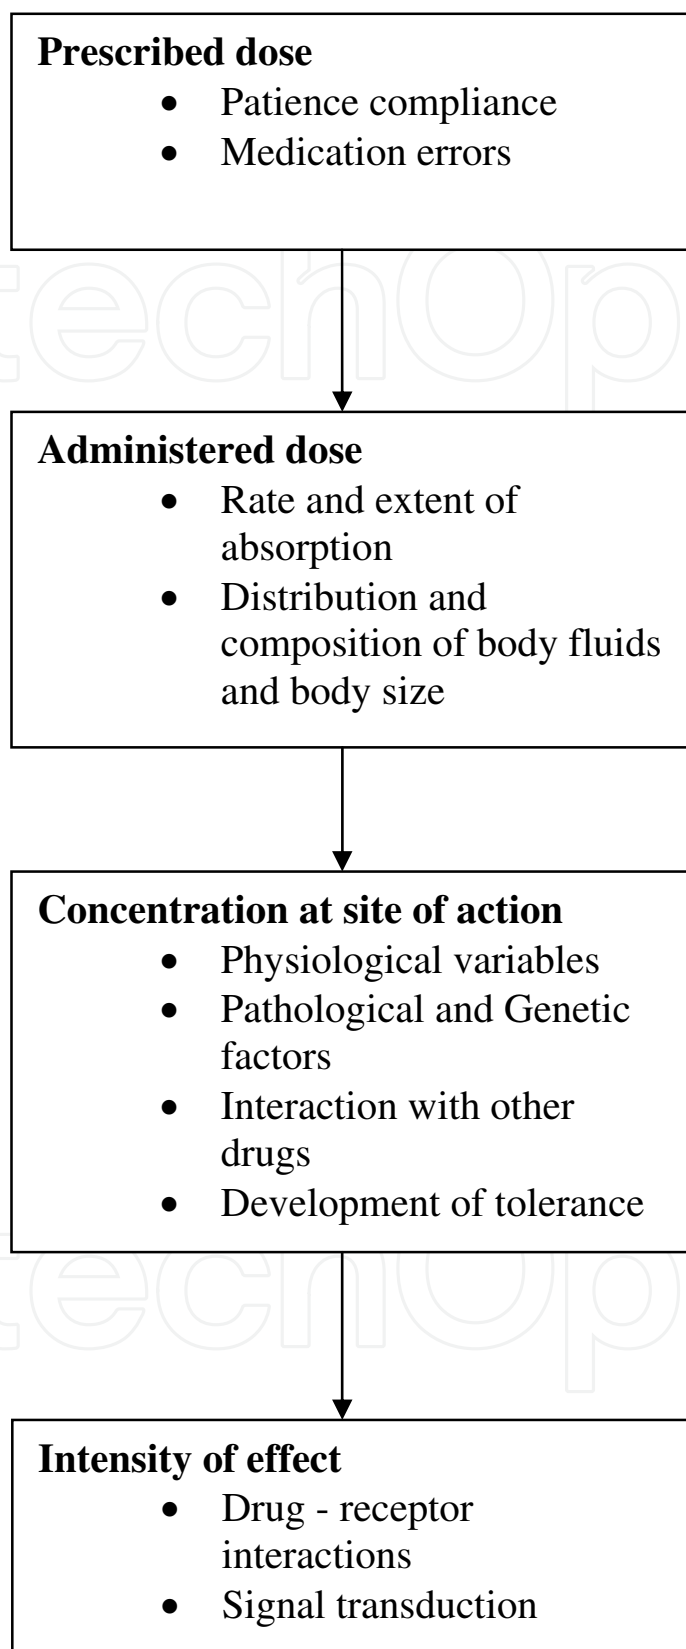 Prescribed dose
• Patience compliance
• Medication errors
techOp
Administered dose
• Rate and extent of
absorption
• Distribution and
composition of body fluids
and body size
Concentration at site of action
• Physiological variables
• Pathological and Genetic
factors
• Interaction with other
drugs
• Development of tolerance
techOp
Intensity of effect
• Drug - receptor
interactions
• Signal transduction